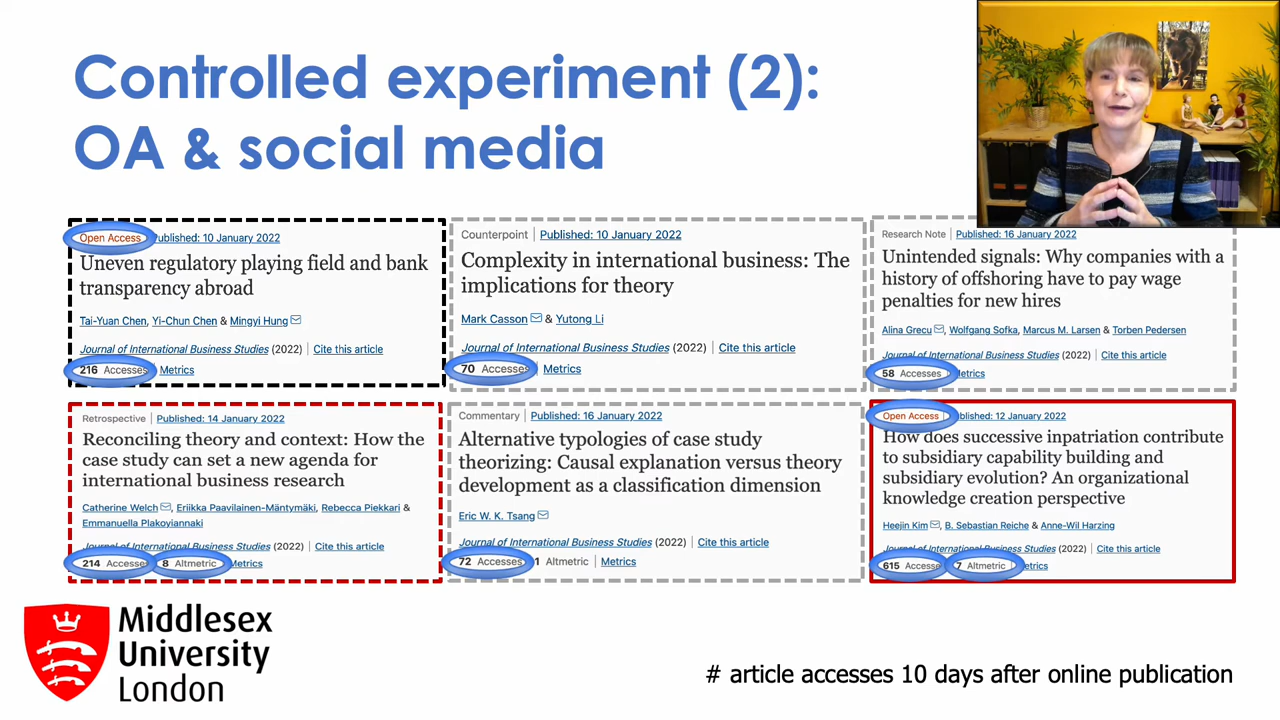 Controlled experiment (2):
OA & social media
Open Access Published: 10 January 2022
Uneven regulatory playing field and bank
transparency abroad
Tai-Yuan Chen, Yi-Chun Chen & Mingyi Hung
Journal of International Business Studies (2022) | Cite this article
216 Accesses Metrics
Counterpoint | Published: 10 January 2022
Complexity in international business: The
implications for theory
Mark Casson & Yutong Li
Journal of International Business Studies (2022) | Cite this article
70 Accesses Metrics
Research Note | Published: 16 January 2022
Unintended signals: Why companies with a
history of offshoring have to pay wage
penalties for new hires
Alina Grecu, Wolfgang Sofka, Marcus M. Larsen & Torben Pedersen
Journal of International Business Studies (2022) | Cite this article
58 Accesses Metrics
Retrospective | Published: 14 January 2022
Reconciling theory and context: How the
case study can set a new agenda for
international business research
Catherine Welch, Eriikka Paavilainen-Mäntymäki, Rebecca Piekkari &
Emmanuella Plakoyiannaki
Journal of International Business Studies (2022) | Cite this article
214 Accesses 8 Altmetric Metrics
Commentary | Published: 16 January 2022
Alternative typologies of case study
theorizing: Causal explanation versus theory
development as a classification dimension
Eric W. K. Tsang
Journal of International Business Studies (2022) | Cite this article
72 Accesses 1 Altmetric | Metrics
Open Access | Published: 12 January 2022
How does successive inpatriation contribute
to subsidiary capability building and
subsidiary evolution? An organizational
knowledge creation perspective
Heejin Kim, B. Sebastian Reiche & Anne-Wil Harzing
Journal of International Business Studies (2022) | Cite this article
615 Accesses 7 Altmetric Metrics
Middlesex
University
London
# article accesses 10 days after online publication